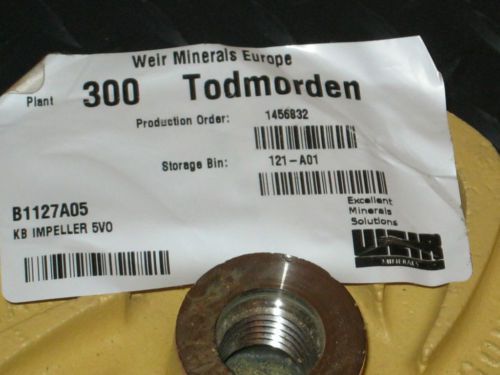 Weir Minerals Europe
Plant 300 Todmorden
Production Order: 1456832
Storage Bin: 121-A01
B1127A05
KB IMPELLER 5VO
Excellent
Minerals
Solutions
WEIR
MINERALS